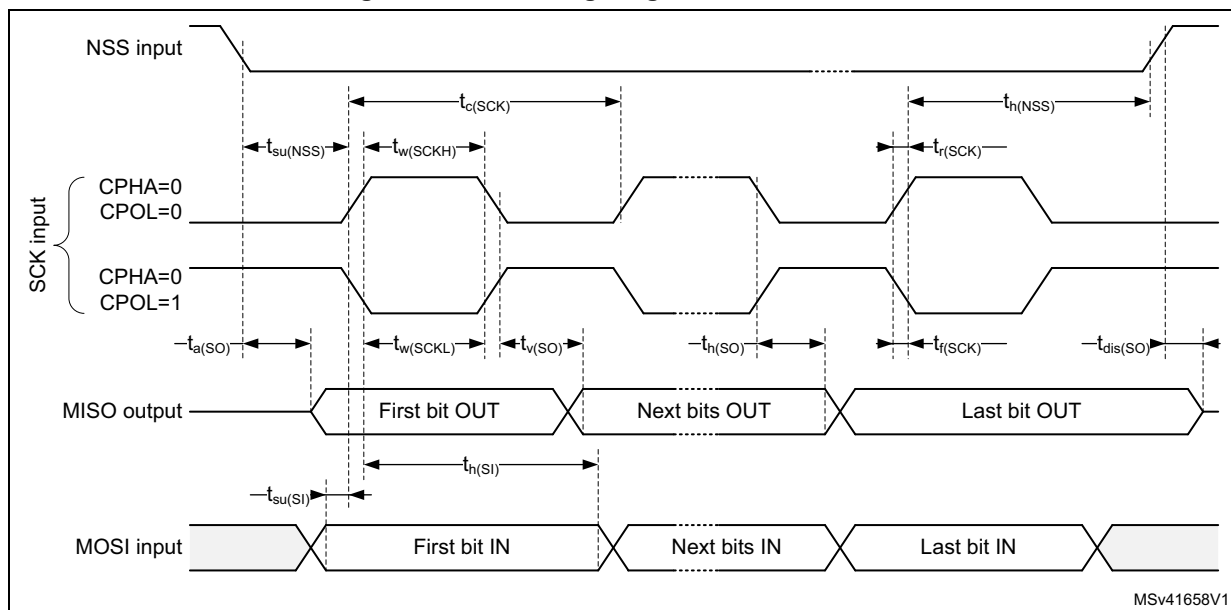 NSS input
tc(SCK)
th(NSS)
tsu(NSS)
tw(SCKH)
tr(SCK)
SCK input
CPHA=0
CPOL=0
CPHA=0
CPOL=1
ta(SO)
tw(SCKL)
tv(SO)
th(SO)
tf(SCK)
tdis(SO)
MISO output
First bit OUT
Next bits OUT
Last bit OUT
th(SI)
tsu(SI)
MOSI input
First bit IN
Next bits IN
Last bit IN
MSv41658V1